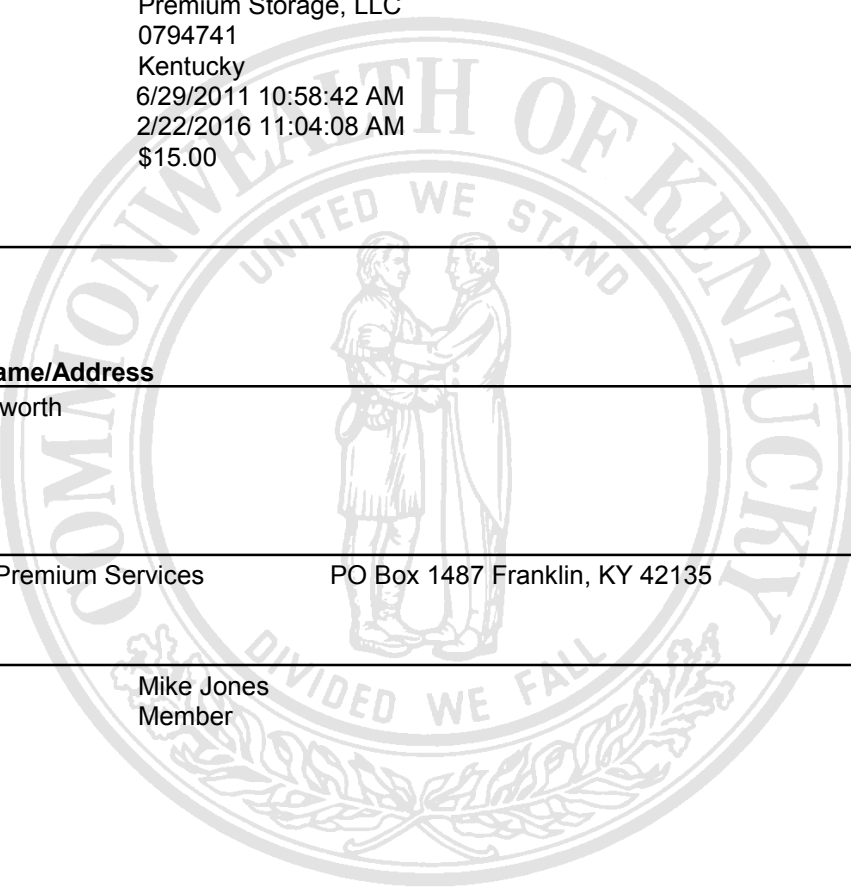 Premium Storage, LLC
0794741
Kentucky
6/29/2011 10:58:42 AM
2/22/2016 11:04:08 AM
$15.00
COMMONWEALTH OF KENTUCKY
UNITED WE STAND
ame/Address
worth
Premium Services PO Box 1487 Franklin, KY 42135
DIVIDED WE FALL
Mike Jones
Member